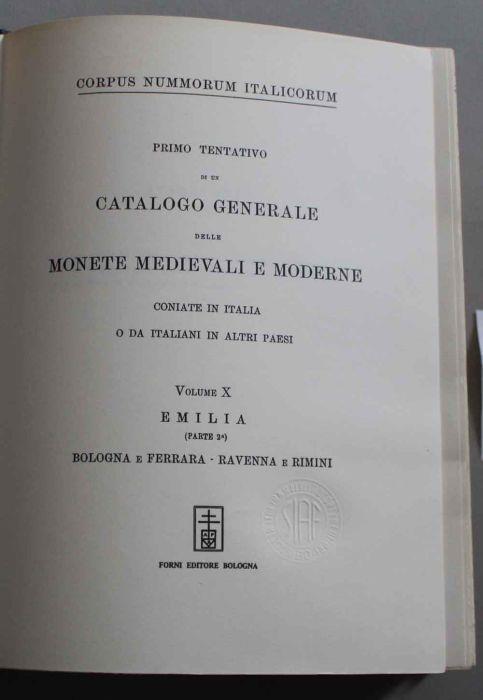 CORPUS NUMMORUM ITALICORUM
PRIMO TENTATIVO
DI UN
CATALOGO GENERALE
DELLE
MONETE MEDIEVALI E MODERNE
CONIATE IN ITALIA
O DA ITALIANI IN ALTRI PAESI
VOLUME X
EMILIA
(PARTE 2ª)
BOLOGNA E FERRARA - RAVENNA E RIMINI
FORNI EDITORE BOLOGNA
SIAE